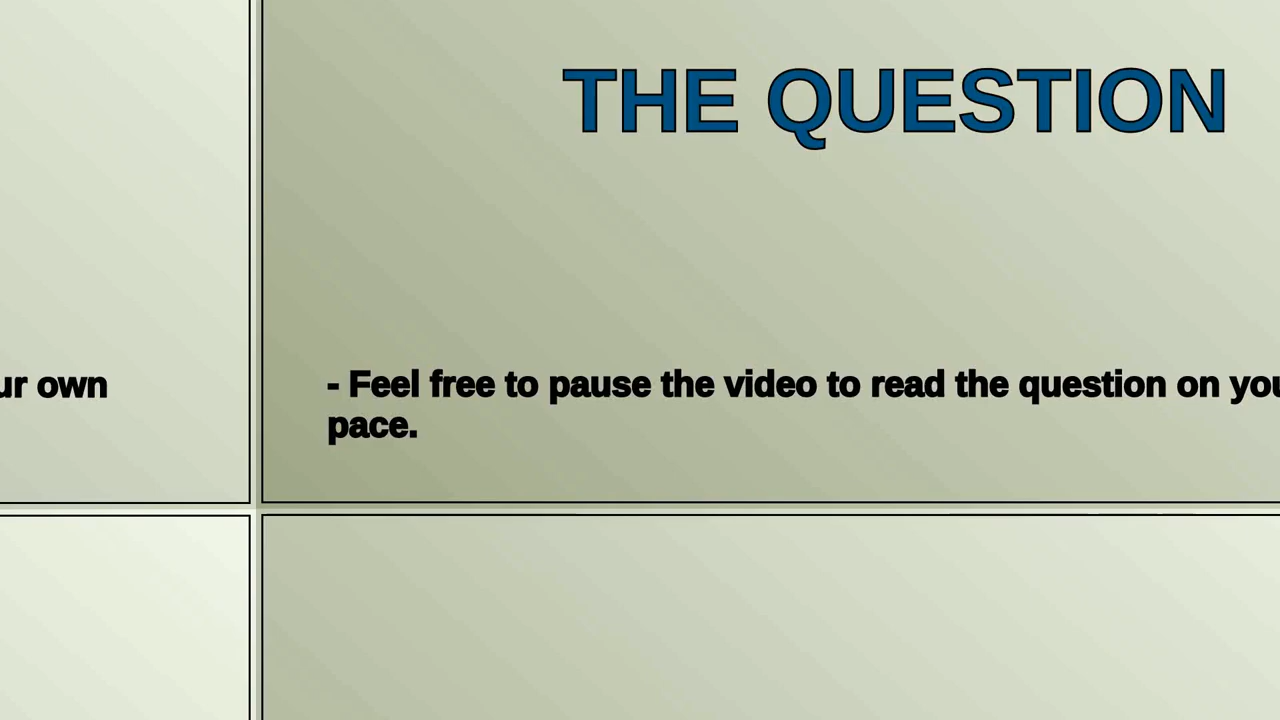 THE QUESTION
ur own
- Feel free to pause the video to read the question on you
pace.